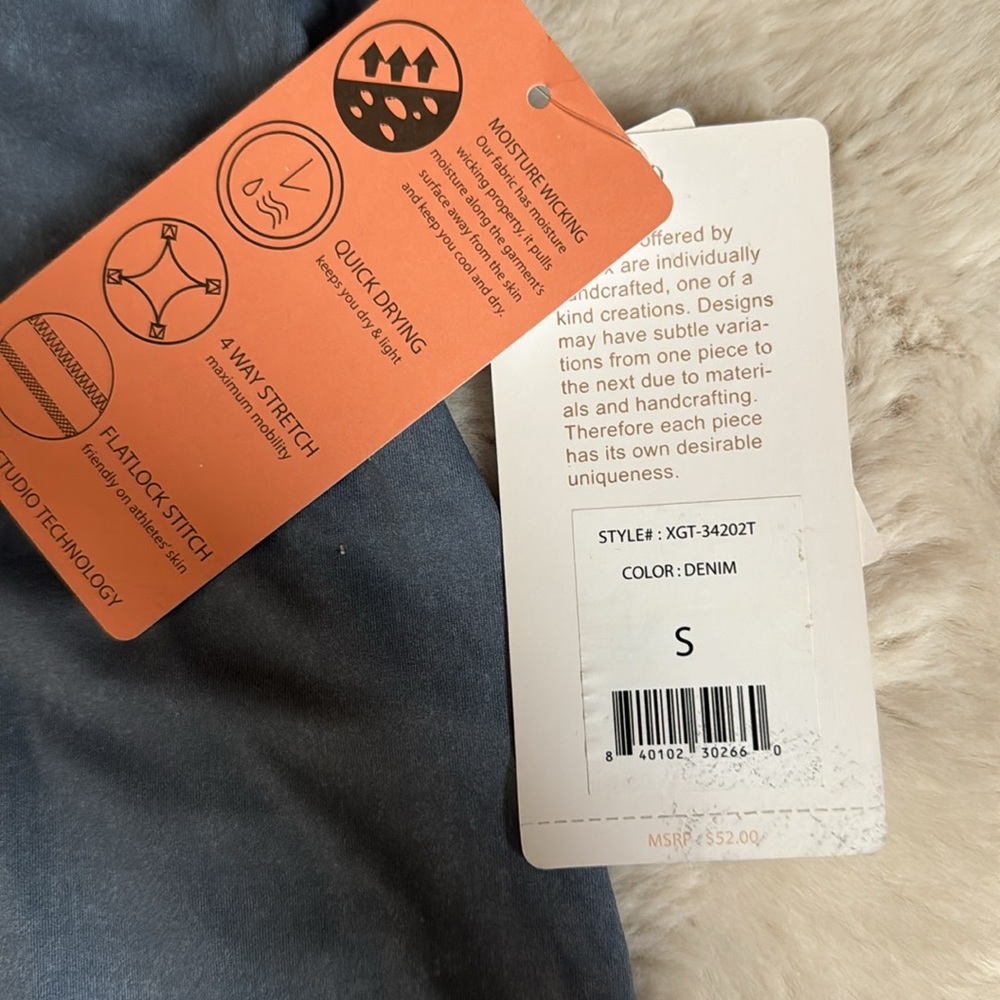 MOISTURE WICKING
Our fabric has moisture
wicking property, it pulls
moisture along the garment's
surface away from the skin
and keep you cool and dry.
QUICK DRYING
keeps you dry & light
4 WAY STRETCH
maximum mobility
FLATLOCK STITCH
friendly on athletes' skin
STUDIO TECHNOLOGY
offered by
are individually
handcrafted, one of a
kind creations. Designs
may have subtle varia-
tions from one piece to
the next due to materi-
als and handcrafting.
Therefore each piece
has its own desirable
uniqueness.
STYLE# : XGT-34202T
COLOR : DENIM
S
8 40102 30266 0
MSRP : $52.00